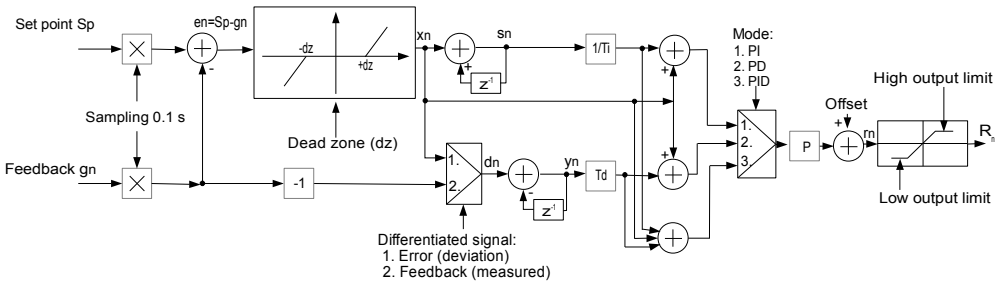 Set point Sp
en=Sp-gn
-
-dz
+dz
xn
+
sn
z⁻¹
1/Ti
+
Mode:
1. PI
2. PD
3. PID
High output limit
Sampling 0.1 s
Dead zone (dz)
1.
2.
3.
P
Offset
+
rn
Rn
Feedback gn
-1
1.
2.
dn
-
yn
z⁻¹
Td
+
Low output limit
Differentiated signal:
1. Error (deviation)
2. Feedback (measured)